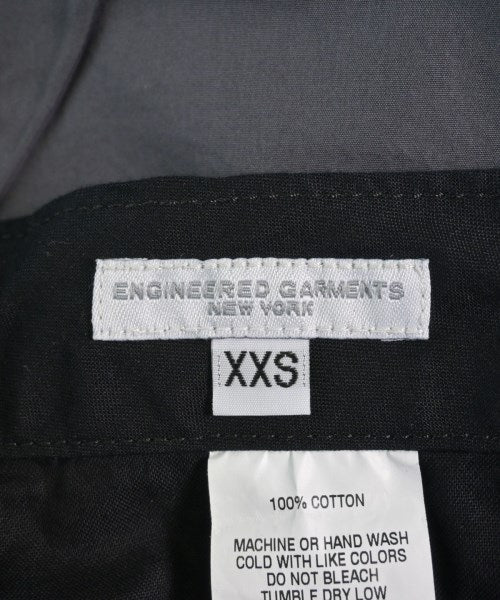 ENGINEERED GARMENTS
NEW YORK
XXS
100% COTTON
MACHINE OR HAND WASH
COLD WITH LIKE COLORS
DO NOT BLEACH
TUMBLE DRY LOW